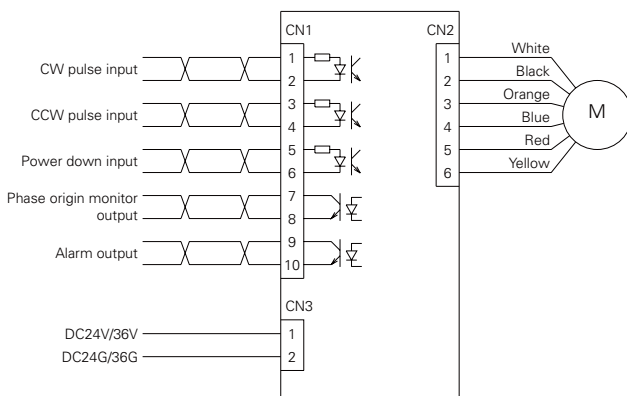 CN1
CN2
CW pulse input
1
2
CCW pulse input
3
4
Power down input
5
6
Phase origin monitor
output
7
8
Alarm output
9
10
1
White
2
Black
3
Orange
4
Blue
5
Red
6
Yellow
M
CN3
DC24V/36V
1
DC24G/36G
2